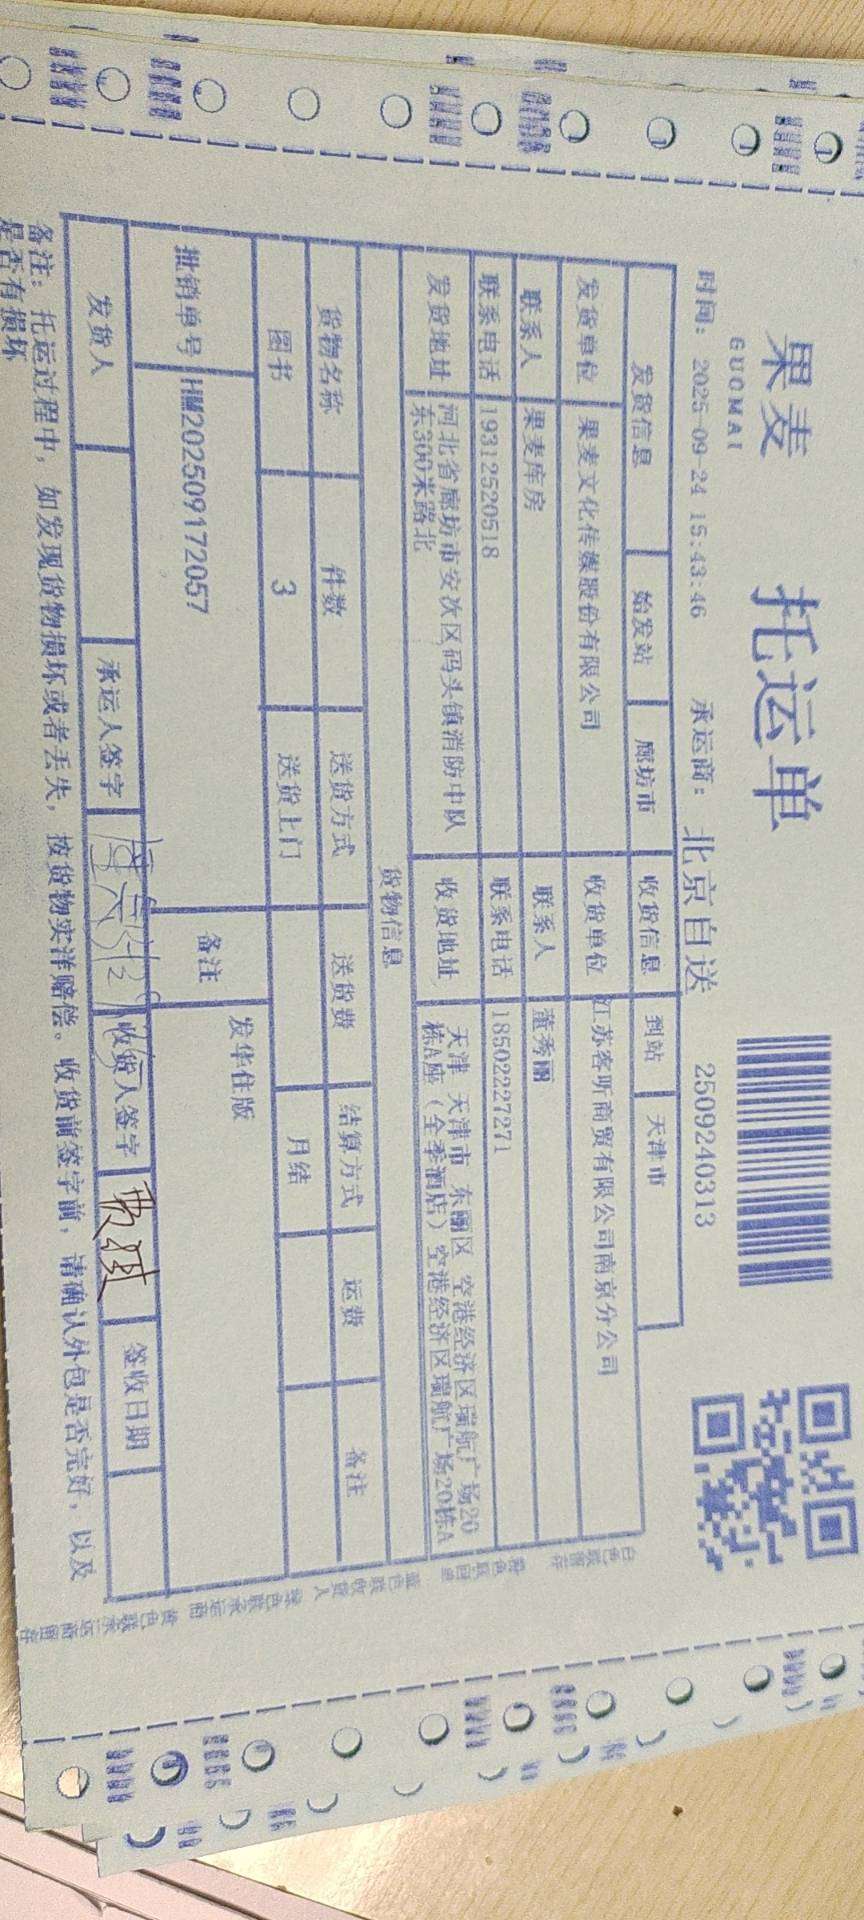 果麦
GUOMAI
托运单
时间: 2025-09-24 15:43:46 承运商: 北京自送 2509240313
发货信息 始发站 廊坊市 收货信息 到站 天津市
发货单位 果麦文化传媒股份有限公司 收货单位 江苏客听商贸有限公司南京分公司
联系人 果麦库房 联系人 董秀丽
联系电话 19312520518 联系电话 18502227271
发货地址 河北省廊坊市安次区码头镇消防中队东300米路北 收货地址 天津 天津市 东丽区 空港经济区瑞航广场20栋A座（全季酒店）空港经济区瑞航广场20栋A
货物信息
货物名称 件数 送货方式 送货费 结算方式 运费 备注
图书 3 送货上门 月结
批销单号 HM202509172057 备注 发华住版
发货人 承运人签字 收货人签字 签收日期
备注: 托运过程中, 如发现货物损坏或者丢失, 按货物实洋赔偿。收货前签字前, 请确认外包是否完好, 以及
是否有损坏